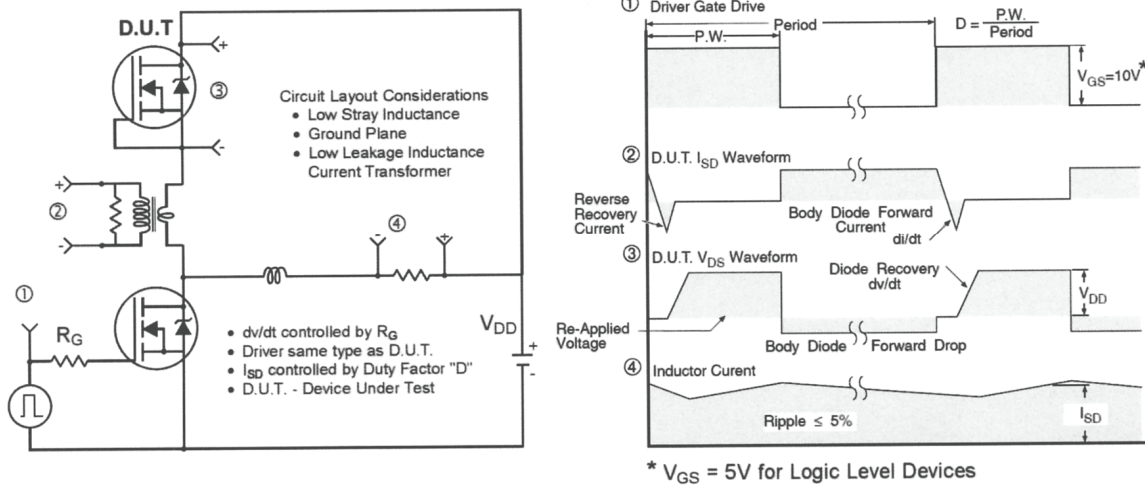 D.U.T
+
③
-
Circuit Layout Considerations
• Low Stray Inductance
• Ground Plane
• Low Leakage Inductance
Current Transformer
+
②
-
④
- +
①
R_G
V_DD
+
-
• dv/dt controlled by R_G
• Driver same type as D.U.T.
• I_SD controlled by Duty Factor "D"
• D.U.T. - Device Under Test
① Driver Gate Drive
Period
P.W.
D = P.W.
Period
V_GS=10V*
② D.U.T. I_SD Waveform
Reverse
Recovery
Current
Body Diode Forward
Current
di/dt
③ D.U.T. V_DS Waveform
Diode Recovery
dv/dt
V_DD
Re-Applied
Voltage
Body Diode Forward Drop
④ Inductor Curent
Ripple ≤ 5%
I_SD
* V_GS = 5V for Logic Level Devices